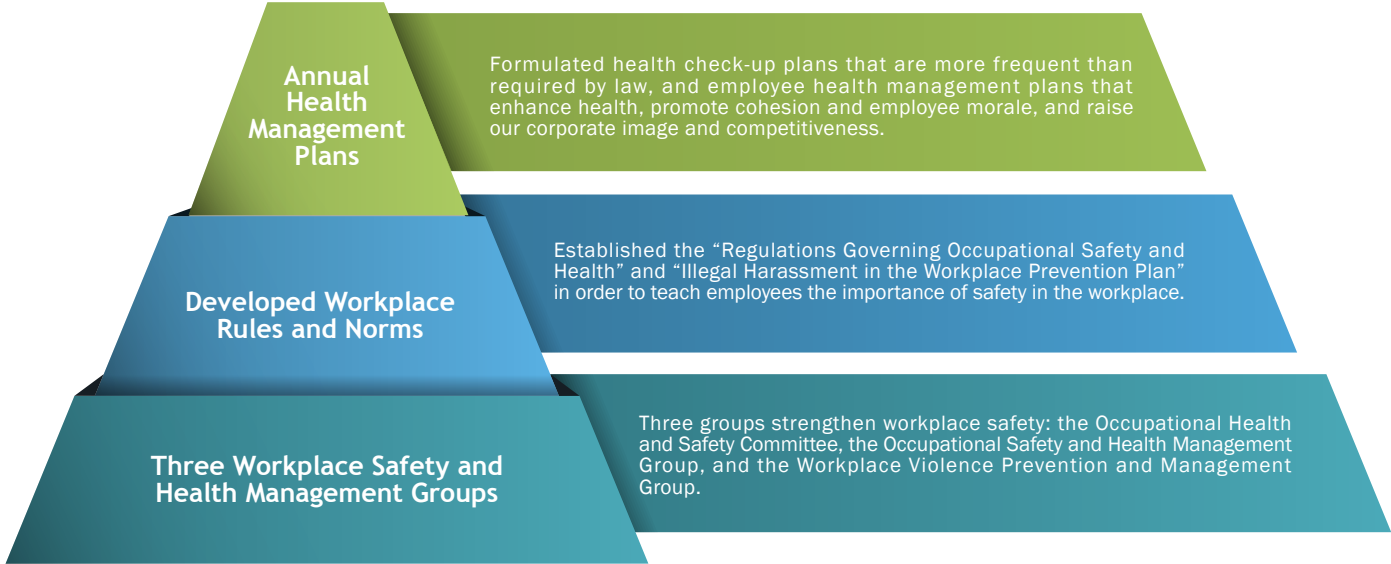 Annual
Health
Management
Plans
Formulated health check-up plans that are more frequent than
required by law, and employee health management plans that
enhance health, promote cohesion and employee morale, and raise
our corporate image and competitiveness.
Developed Workplace
Rules and Norms
Established the “Regulations Governing Occupational Safety and
Health” and “Illegal Harassment in the Workplace Prevention Plan”
in order to teach employees the importance of safety in the workplace.
Three Workplace Safety and
Health Management Groups
Three groups strengthen workplace safety: the Occupational Health
and Safety Committee, the Occupational Safety and Health Management
Group, and the Workplace Violence Prevention and Management
Group.